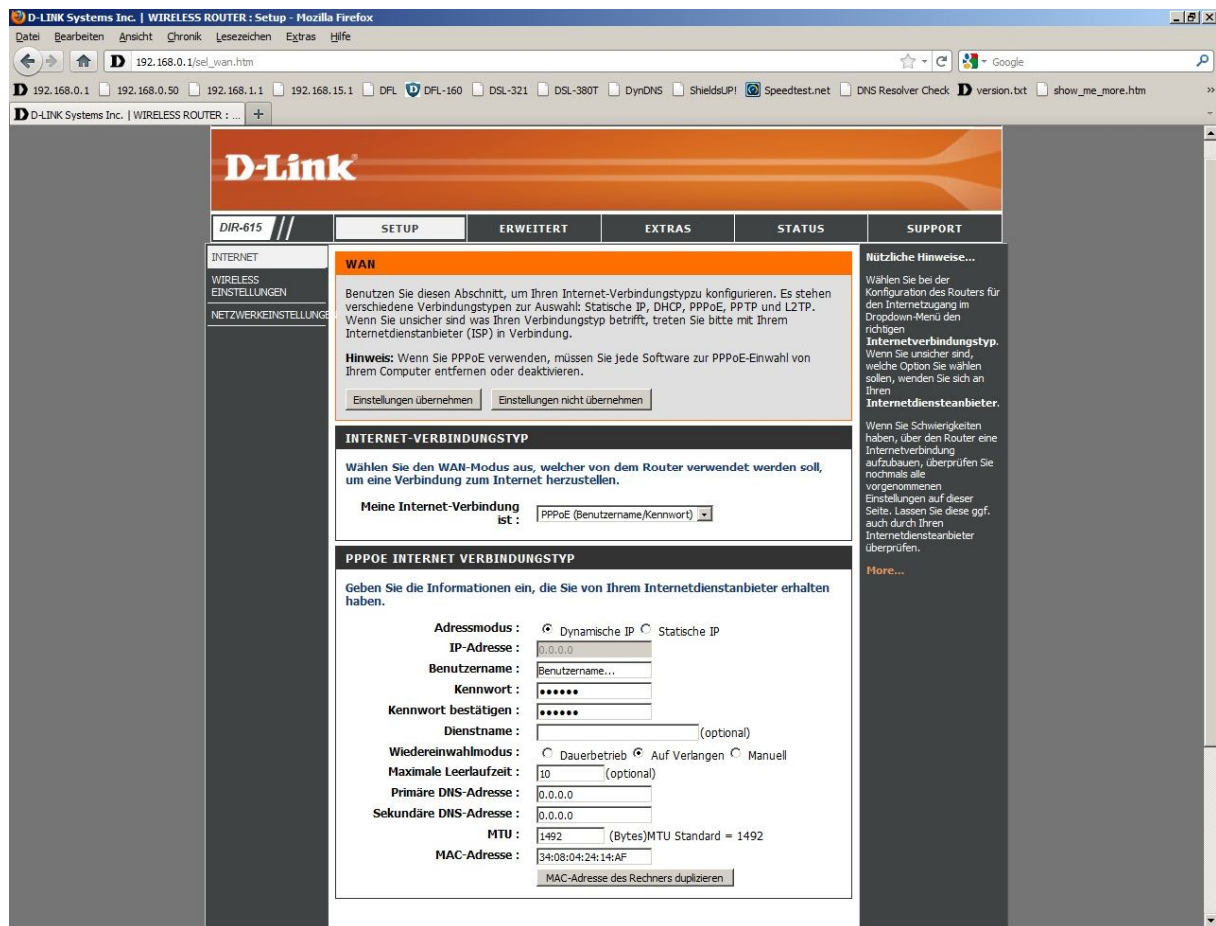 D-LINK Systems Inc. | WIRELESS ROUTER : Setup - Mozilla Firefox
Datei Bearbeiten Ansicht Chronik Lesezeichen Extras Hilfe
D 192.168.0.1/sel_wan.htm
Google
D 192.168.0.1 192.168.0.50 192.168.1.1 192.168.15.1 DFL DFL-160 DSL-321 DSL-380T DynDNS ShieldsUP! Speedtest.net DNS Resolver Check D version.txt show_me_more.htm »
D D-LINK Systems Inc. | WIRELESS ROUTER : ... +
D-Link
DIR-615 // SETUP ERWEITERT EXTRAS STATUS SUPPORT
INTERNET
WIRELESS
EINSTELLUNGEN
NETZWERKEINSTELLUNGE
WAN
Benutzen Sie diesen Abschnitt, um Ihren Internet-Verbindungstypzu konfigurieren. Es stehen
verschiedene Verbindungstypen zur Auswahl: Statische IP, DHCP, PPPoE, PPTP und L2TP.
Wenn Sie unsicher sind was Ihren Verbindungstyp betrifft, treten Sie bitte mit Ihrem
Internetdienstanbieter (ISP) in Verbindung.
Hinweis: Wenn Sie PPPoE verwenden, müssen Sie jede Software zur PPPoE-Einwahl von
Ihrem Computer entfernen oder deaktivieren.
Einstellungen übernehmen Einstellungen nicht übernehmen
INTERNET-VERBINDUNGSTYP
Wählen Sie den WAN-Modus aus, welcher von dem Router verwendet werden soll,
um eine Verbindung zum Internet herzustellen.
Meine Internet-Verbindung
ist : PPPoE (Benutzername/Kennwort)
PPPOE INTERNET VERBINDUNGSTYP
Geben Sie die Informationen ein, die Sie von Ihrem Internetdienstanbieter erhalten
haben.
Adressmodus : Dynamische IP Statische IP
IP-Adresse : 0.0.0.0
Benutzername : Benutzername...
Kennwort : ●●●●●●
Kennwort bestätigen : ●●●●●●
Dienstname : (optional)
Wiedereinwahlmodus : Dauerbetrieb Auf Verlangen Manuell
Maximale Leerlaufzeit : 10 (optional)
Primäre DNS-Adresse : 0.0.0.0
Sekundäre DNS-Adresse : 0.0.0.0
MTU : 1492 (Bytes)MTU Standard = 1492
MAC-Adresse : 34:08:04:24:14:AF
MAC-Adresse des Rechners duplizieren
Nützliche Hinweise...
Wählen Sie bei der
Konfiguration des Routers für
den Internetzugang im
Dropdown-Menü den
richtigen
Internetverbindungstyp.
Wenn Sie unsicher sind,
welche Option Sie wählen
sollen, wenden Sie sich an
Ihren
Internetdiensteanbieter.
Wenn Sie Schwierigkeiten
haben, über den Router eine
Internetverbindung
aufzubauen, überprüfen Sie
nochmals alle
vorgenommenen
Einstellungen auf dieser
Seite. Lassen Sie diese ggf.
auch durch Ihren
Internetdiensteanbieter
überprüfen.
More...